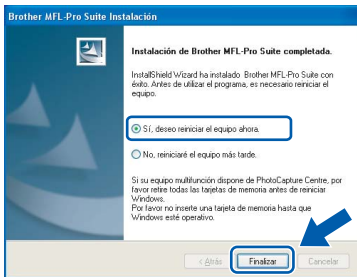 Brother MFL-Pro Suite Instalación
Instalación de Brother MFL-Pro Suite completada.
InstallShield Wizard ha instalado Brother MFL-Pro Suite con
éxito. Antes de utilizar el programa, es necesario reiniciar el
equipo.
Sí, deseo reiniciar el equipo ahora.
No, reiniciaré el equipo más tarde.
Si su equipo multifunción dispone de PhotoCapture Centre, por
favor retire todas las tarjetas de memoria antes de reiniciar
Windows.
Por favor no inserte una tarjeta de memoria hasta que
Windows esté operativo.
< Atrás
Finalizar
Cancelar